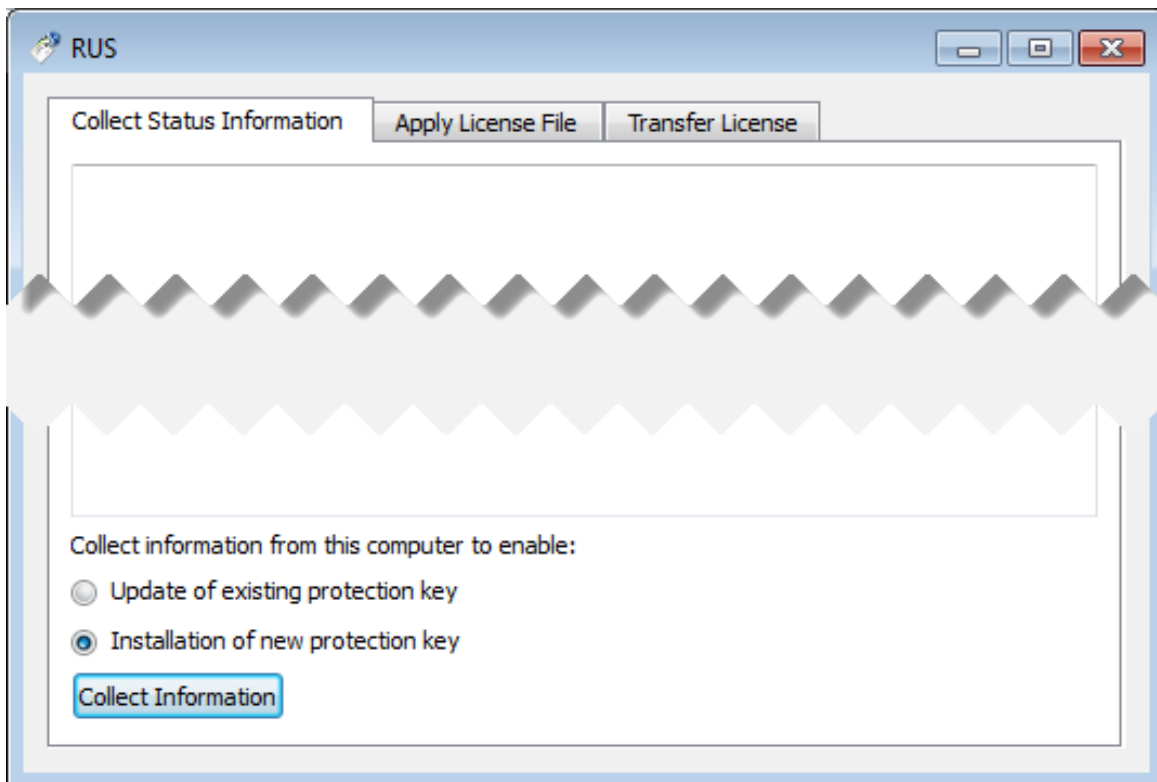 RUS
Collect Status Information Apply License File Transfer License
Collect information from this computer to enable:
Update of existing protection key
Installation of new protection key
Collect Information